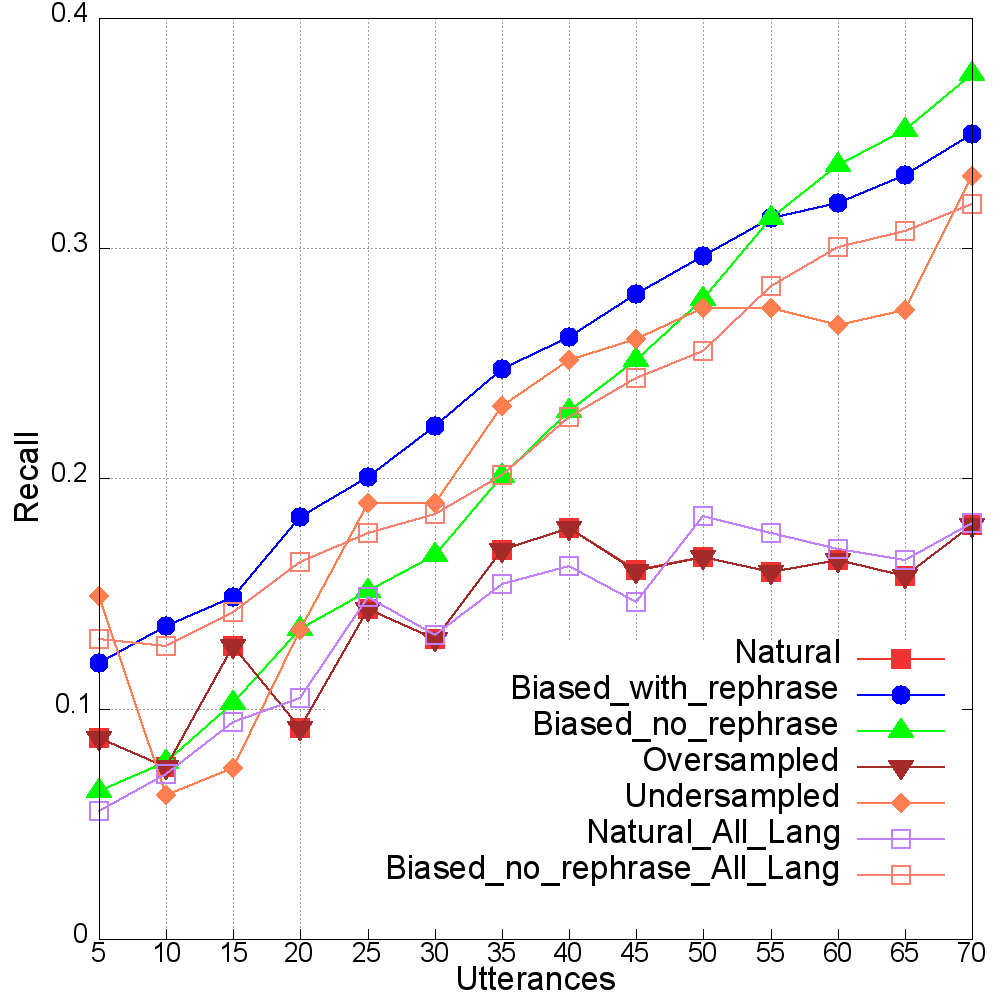 0.4
0.3
0.2
0.1
0
Recall
5 10 15 20 25 30 35 40 45 50 55 60 65 70
Utterances
Natural
Biased_with_rephrase
Biased_no_rephrase
Oversampled
Undersampled
Natural_All_Lang
Biased_no_rephrase_All_Lang